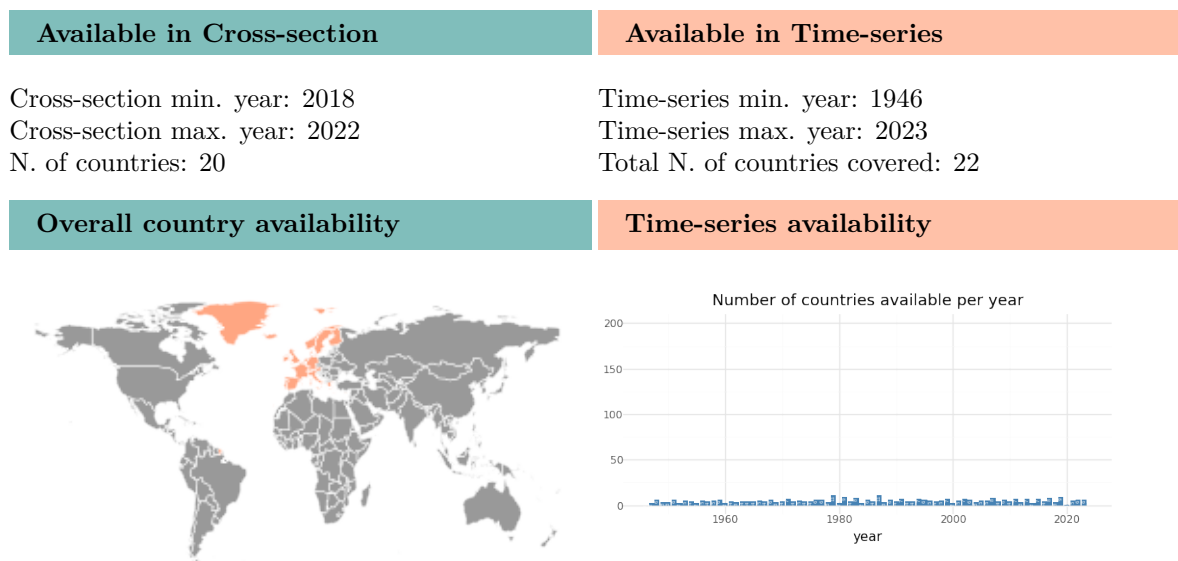 Available in Cross-section
Available in Time-series
Cross-section min. year: 2018
Cross-section max. year: 2022
N. of countries: 20
Time-series min. year: 1946
Time-series max. year: 2023
Total N. of countries covered: 22
Overall country availability
Time-series availability
Number of countries available per year
200
150
100
50
0
1960
1980
2000
2020
year